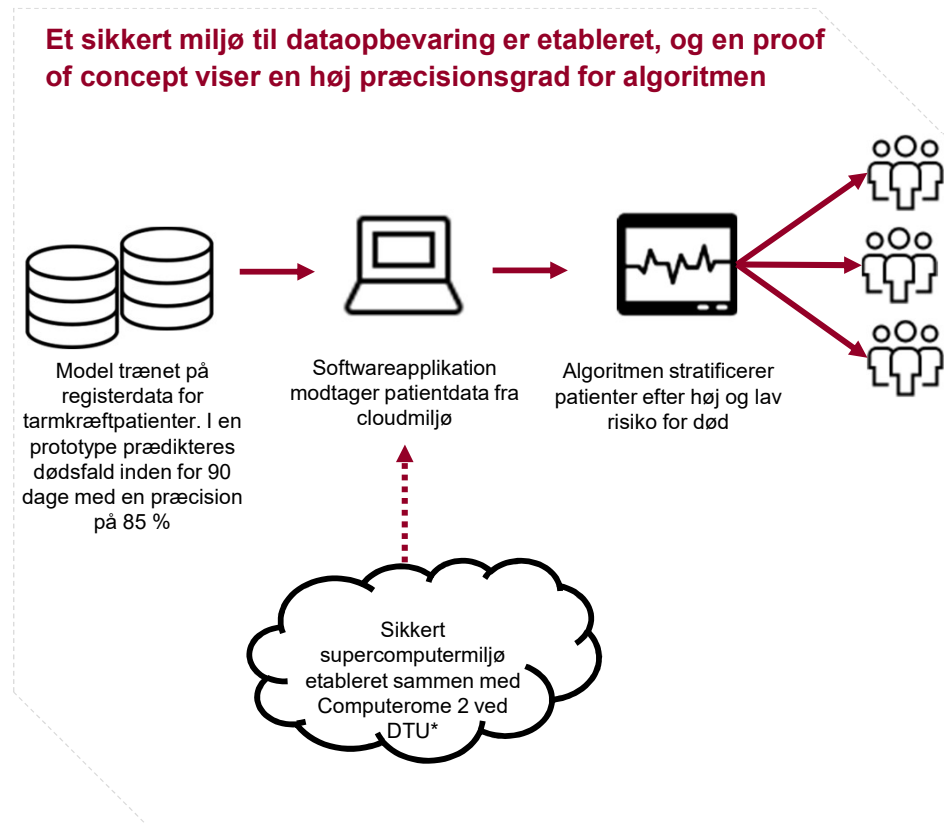 Et sikkert miljø til dataopbevaring er etableret, og en proof
of concept viser en høj præcisionsgrad for algoritmen
Model trænet på
registerdata for
tarmkræftpatienter. I en
prototype prædikteres
dødsfald inden for 90
dage med en præcision
på 85 %
Softwareapplikation
modtager patientdata fra
cloudmiljø
Algoritmen stratificerer
patienter efter høj og lav
risiko for død
Sikkert
supercomputermiljø
etableret sammen med
Computerome 2 ved
DTU*